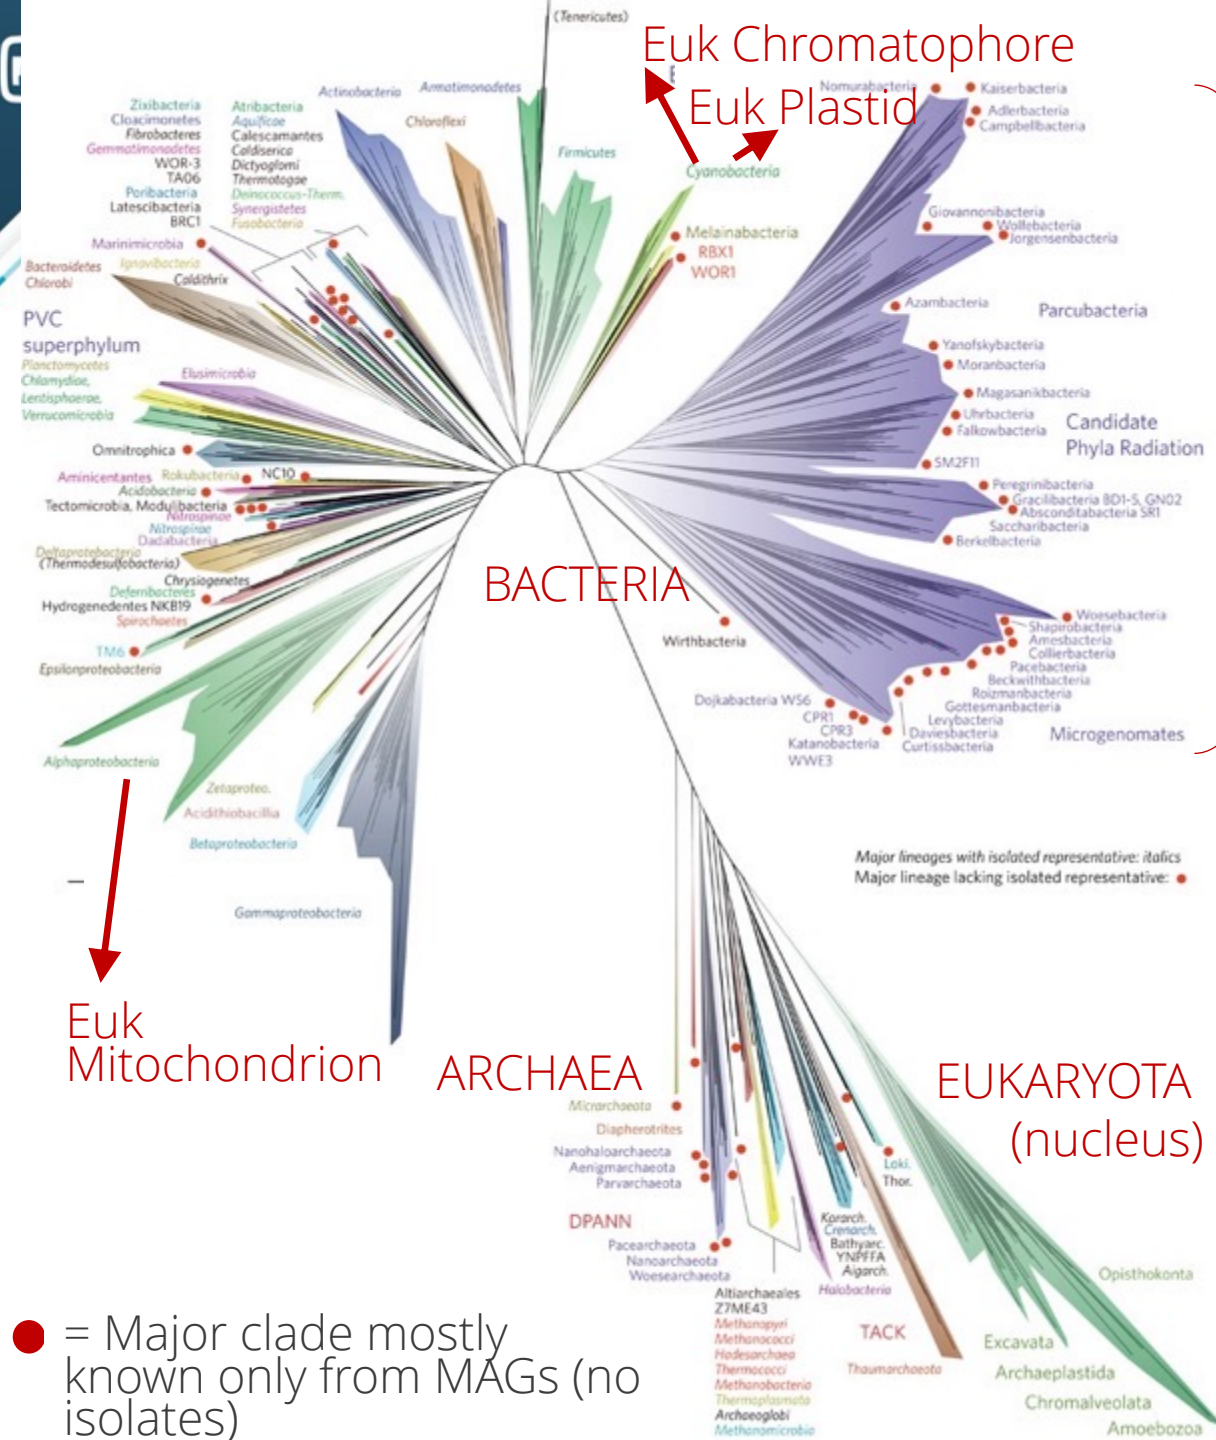 (Tenericutes)
Euk Chromatophore
Euk Plastid
Nomurabacteria
Kaiserbacteria
Adlerbacteria
Campbellbacteria
Actinobacteria
Armatimonadetes
Zixibacteria
Cloacimonetes
Fibrobacteres
Gemmatimonadetes
WOR-3
TA06
Poribacteria
Latescibacteria
BRC1
Atribacteria
Aquificae
Calescamantes
Caldiserica
Dictyoglomi
Thermotogae
Deinococcus-Therm.
Synergistetes
Fusobacteria
Chloroflexi
Firmicutes
Cyanobacteria
Melainabacteria
RBX1
WOR1
Giovannonibacteria
Wolfebacteria
Jorgensenbacteria
Marinimicrobia
Bacteroidetes
Chlorobi
Ignavibacteria
Caldithrix
Azambacteria
Parcubacteria
PVC
superphylum
Planctomycetes
Chlamydiae,
Lentisphaerae,
Verrucomicrobia
Elusimicrobia
Yanofskybacteria
Moranbacteria
Magasanikbacteria
Uhrbacteria
Falkowbacteria
Candidate
Phyla Radiation
SM2F11
Omnitrophica
Aminicentantes
Rokubacteria
NC10
Acidobacteria
Tectomicrobia, Modulibacteria
Nitrospinae
Nitrospirae
Dadabacteria
Deltaprotebacteria
(Thermodesulfobacteria)
Chrysiogenetes
Deferribacteres
Hydrogenedentes NKB19
Spirochaetes
TM6
Epsilonproteobacteria
Peregrinibacteria
Gracilibacteria BD1-5, GN02
Absconditabacteria SR1
Saccharibacteria
Berkelbacteria
BACTERIA
Wirthbacteria
Woesebacteria
Shapirobacteria
Amesbacteria
Collierbacteria
Pacebacteria
Beckwithbacteria
Roizmanbacteria
Gottesmanbacteria
Levybacteria
Daviesbacteria
Curtissbacteria
Dojkabacteria WS6
CPR1
CPR3
Katanobacteria
WWE3
Microgenomates
Alphaproteobacteria
Zetaproteo.
Acidithiobacillia
Betaproteobacteria
Gammaproteobacteria
Major lineages with isolated representative: italics
Major lineage lacking isolated representative:
Euk
Mitochondrion
ARCHAEA
EUKARYOTA
(nucleus)
Micrarchaeota
Diapherotrites
Nanohaloarchaeota
Aenigmarchaeota
Parvarchaeota
DPANN
Pacearchaeota
Nanoarchaeota
Woesearchaeota
Loki.
Thor.
Korarch.
Crenarch.
Bathyarc.
YNPFFA
Aigarch.
Halobacteria
Altiarchaeales
Z7ME43
Methanopyri
Methanococci
Hadesarchaea
Thermococci
Methanobacteria
Thermoplasmata
Archaeoglobi
Methanomicrobia
TACK
Thaumarchaeota
Opisthokonta
Excavata
Archaeplastida
Chromalveolata
Amoebozoa
= Major clade mostly
known only from MAGs (no
isolates)